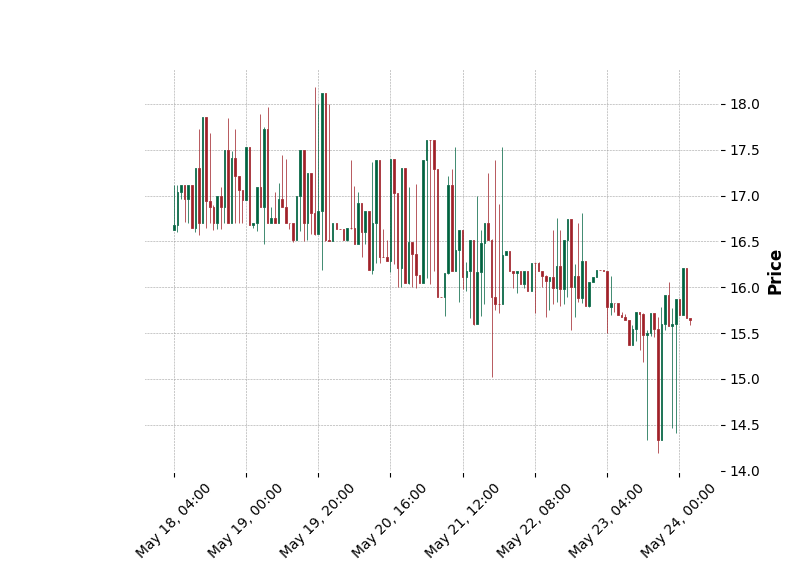 18.0
17.5
17.0
16.5
16.0
15.5
15.0
14.5
14.0
Price
May 18, 04:00
May 19, 00:00
May 19, 20:00
May 20, 16:00
May 21, 12:00
May 22, 08:00
May 23, 04:00
May 24, 00:00